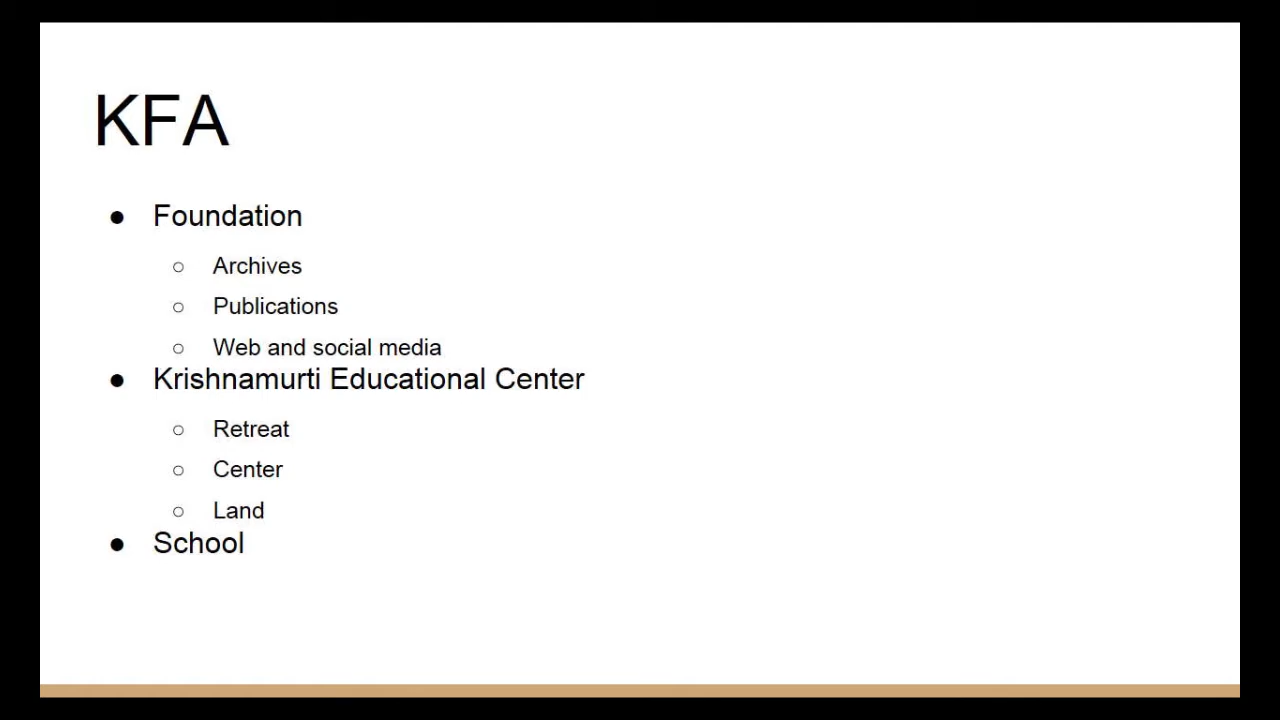 KFA
● Foundation
○ Archives
○ Publications
○ Web and social media
● Krishnamurti Educational Center
○ Retreat
○ Center
○ Land
● School